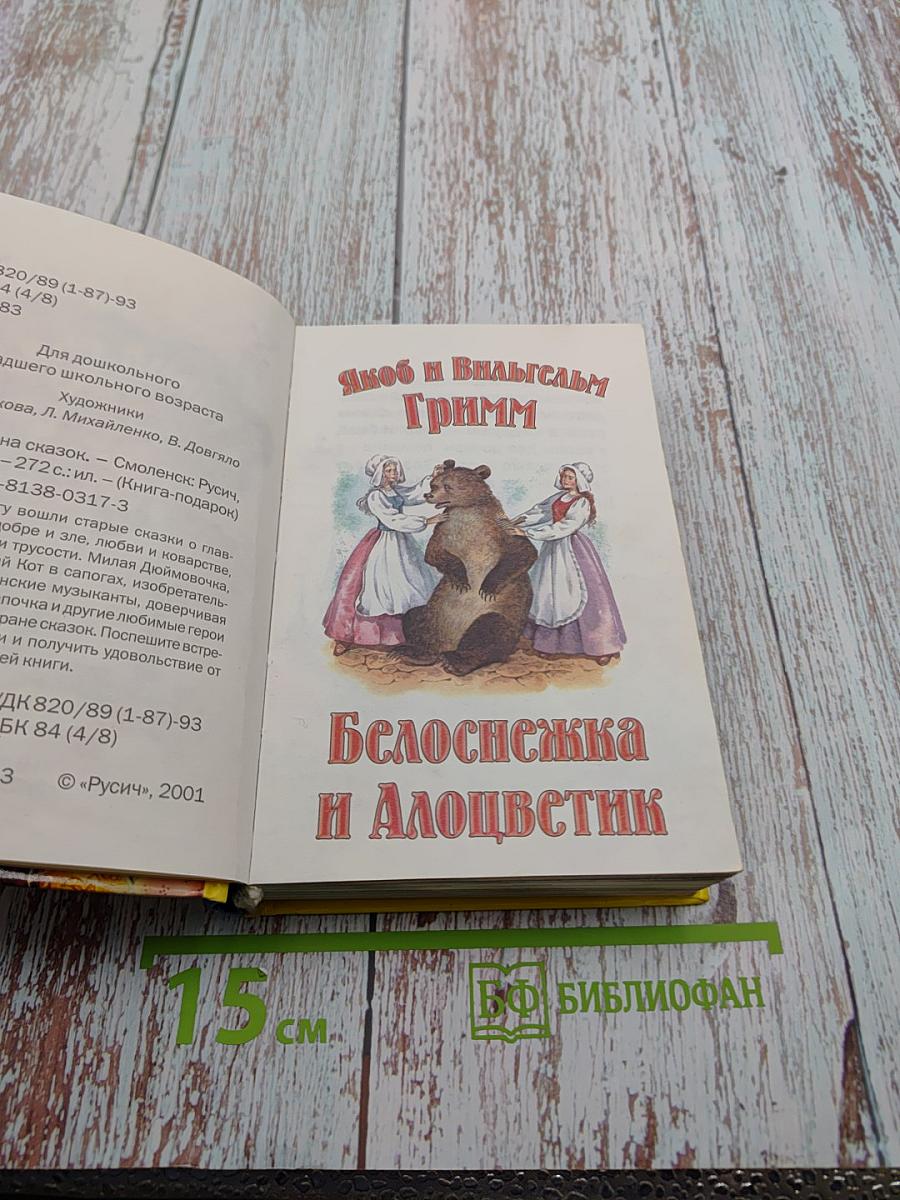 820/89 (1-87)-93
4 (4/8)
83
Для дошкольного
адшего школьного возраста
Художники
кова, Л. Михайленко, В. Довгяло
на сказок. – Смоленск: Русич,
– 272 с.: ил. – (Книга-подарок)
-8138-0317-3
гу вошли старые сказки о глав-
добре и зле, любви и коварстве,
и трусости. Милая Дюймовочка,
й Кот в сапогах, изобретатель-
нские музыканты, доверчивая
почка и другие любимые герои
ране сказок. Поспешите встре-
и и получить удовольствие от
ей книги.
УДК 820/89 (1-87)-93
БК 84 (4/8)
3
© «Русич», 2001
Якоб и Вильгельм
Гримм
Белоснежка
и Алоцветик
15 см
БФ БИБЛИОФАН